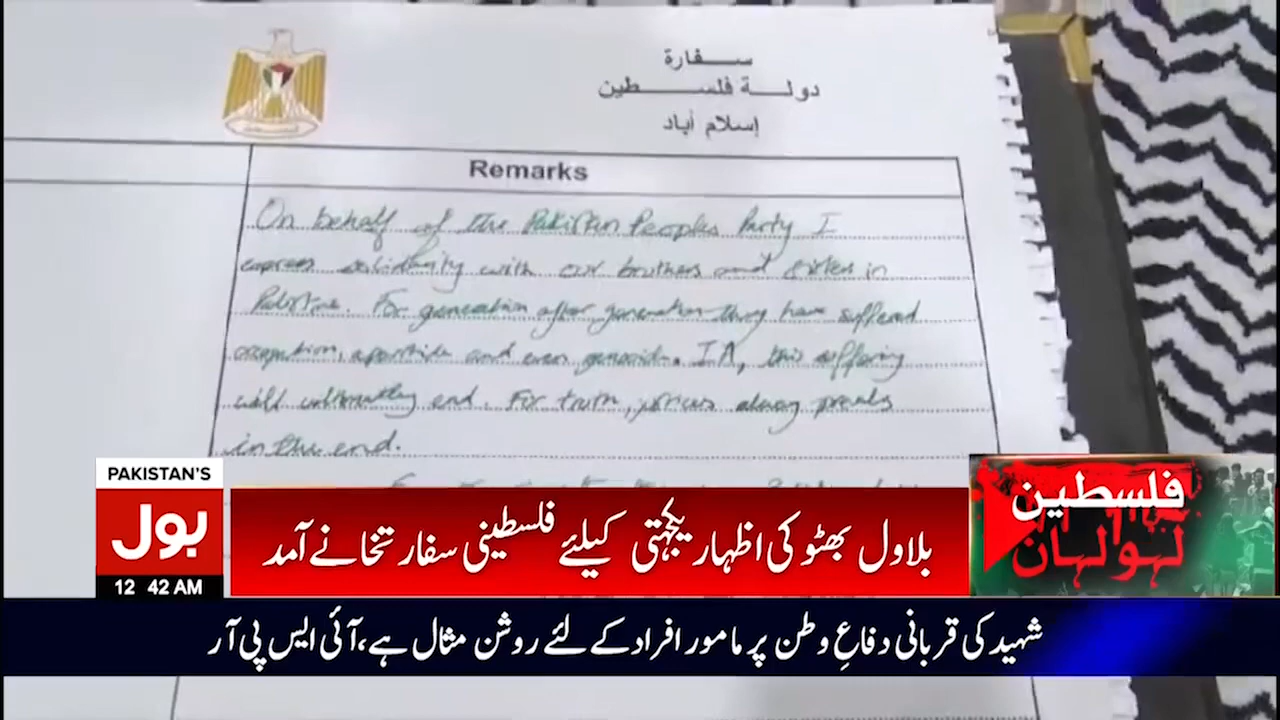 سفارة
دولة فلسطين
إسلام أباد
Remarks
On behalf of the Pakistan Peoples Party I
express solidarity with our brothers and sisters in
Palestine. For generation after generation they have suffered
occupation, apartheid and even genocide. IA, this suffering
will ultimately end. For truth, justice always prevails
in the end.
PAKISTAN'S
بول
12 42 AM
بلاول بھٹو کی اظہار یکجہتی کیلئے فلسطینی سفارتخانے آمد
فلسطین
لہولہان
شہید کی قربانی دفاعِ وطن پر مامور افراد کے لئے روشن مثال ہے، آئی ایس پی آر